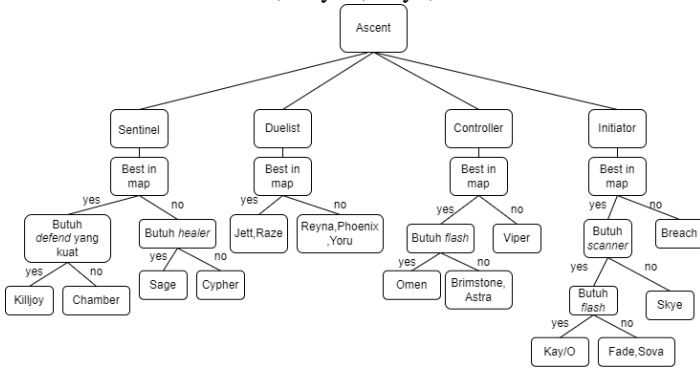 Ascent
Sentinel
Duelist
Controller
Initiator
Best in
map
Best in
map
Best in
map
Best in
map
yes
no
yes
no
yes
no
yes
no
Butuh
defend yang
kuat
Butuh healer
Jett,Raze
Reyna,Phoenix
,Yoru
Butuh flash
Viper
Butuh
scanner
Breach
yes
no
yes
no
yes
no
yes
no
Killjoy
Chamber
Sage
Cypher
Omen
Brimstone,
Astra
Butuh
flash
Skye
yes
no
Kay/O
Fade,Sova